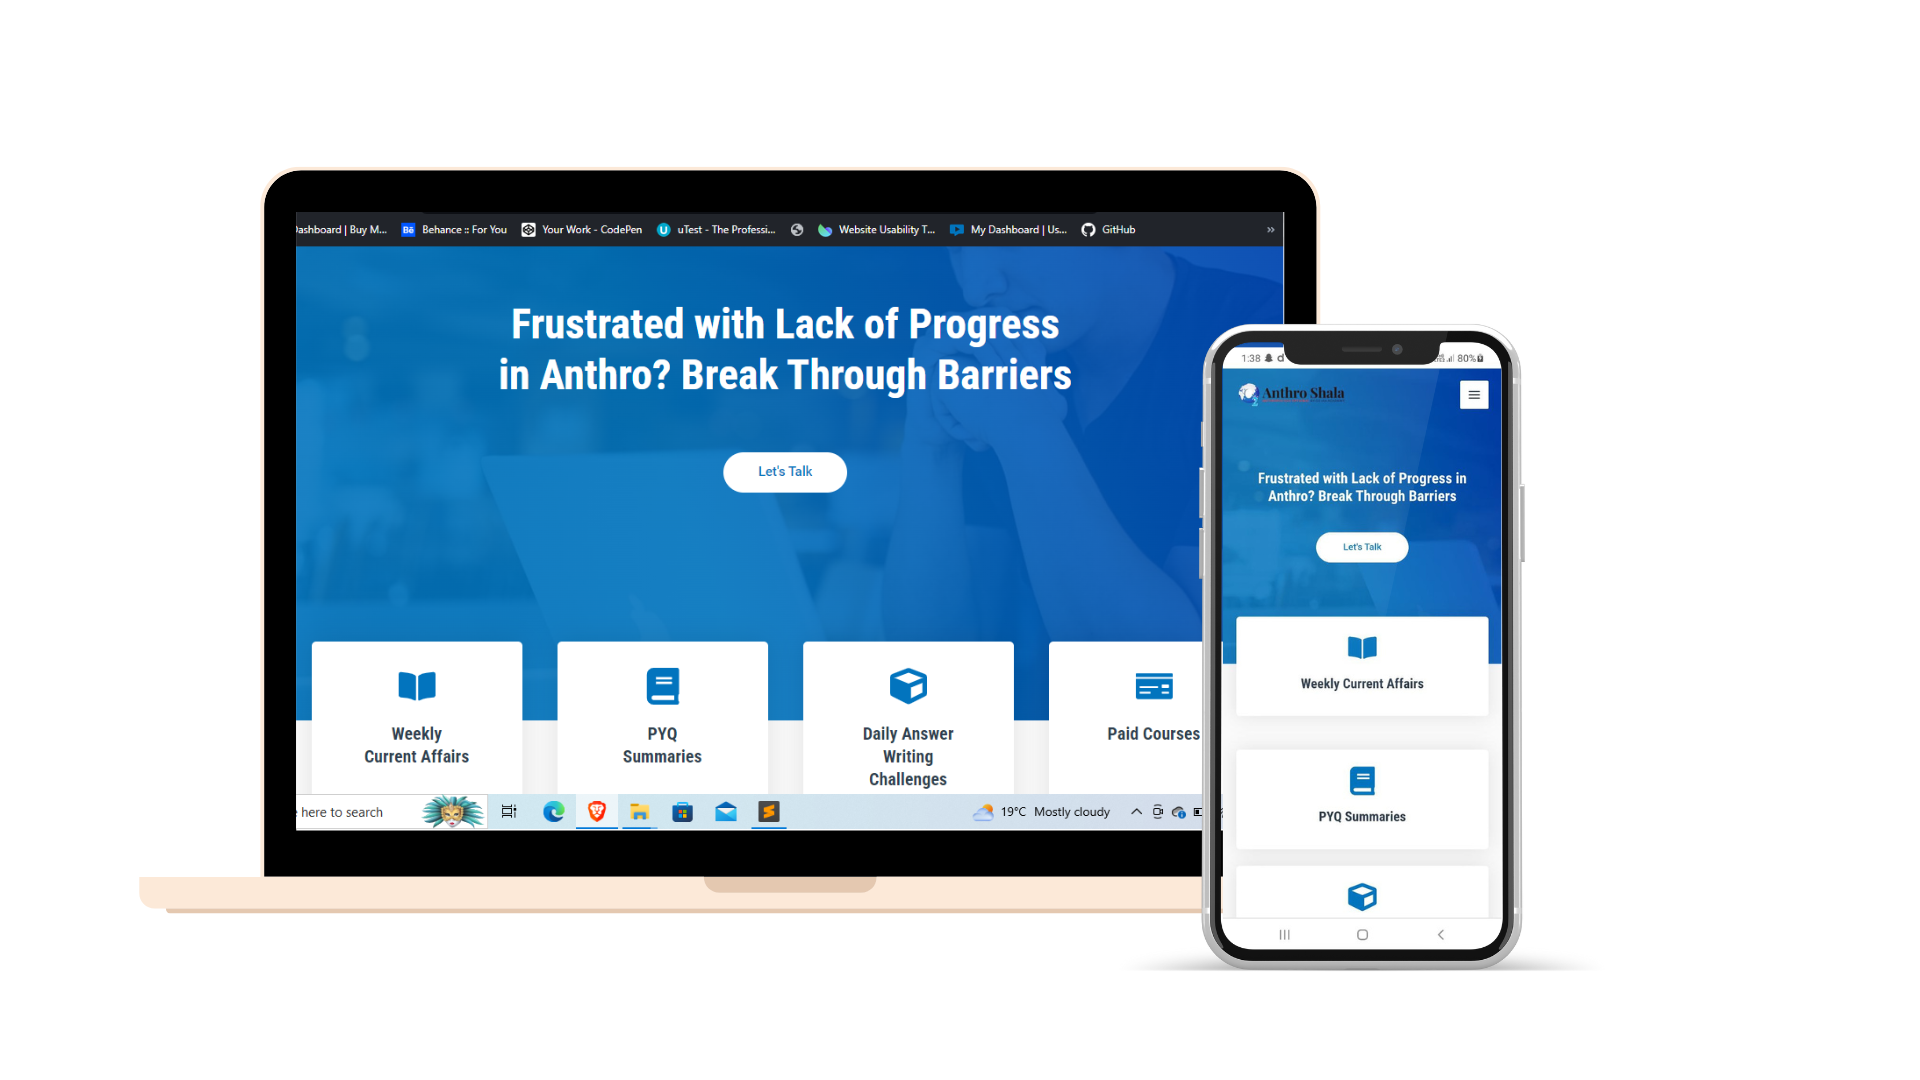 Dashboard | Buy M...
Behance :: For You
Your Work - CodePen
uTest - The Professi...
Website Usability T...
My Dashboard | Us...
GitHub
»
Frustrated with Lack of Progress
in Anthro? Break Through Barriers
Let's Talk
Weekly
Current Affairs
PYQ
Summaries
Daily Answer
Writing
Challenges
Paid Courses
here to search
19°C Mostly cloudy
1:38
80%
Anthro Shala
Frustrated with Lack of Progress in
Anthro? Break Through Barriers
Let's Talk
Weekly Current Affairs
PYQ Summaries